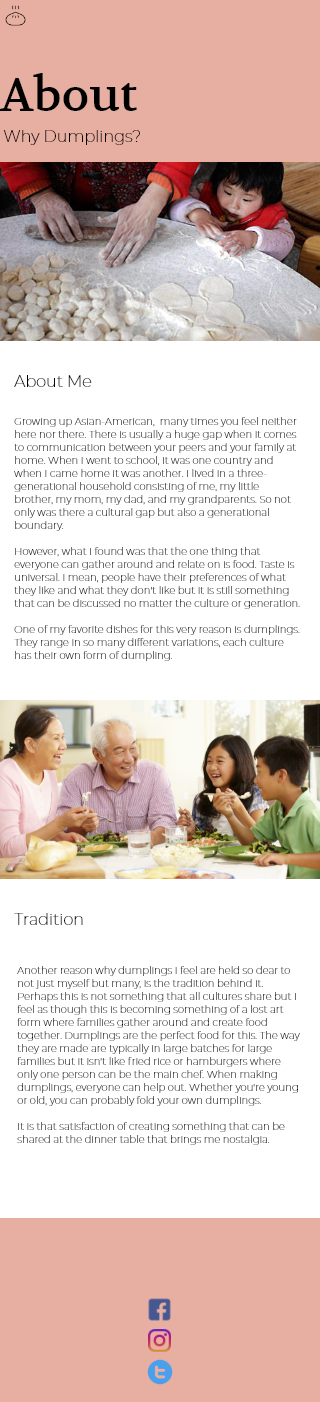 About
Why Dumplings?
About Me
Growing up Asian-American,  many times you feel neither
here nor there. There is usually a huge gap when it comes
to communication between your peers and your family at
home. When I went to school, it was one country and
when I came home it was another. I lived in a three-
generational household consisting of me, my little
brother, my mom, my dad, and my grandparents. So not
only was there a cultural gap but also a generational
boundary.
However, what I found was that the one thing that
everyone can gather around and relate on is food. Taste is
universal. I mean, people have their preferences of what
they like and what they don't like but it is still something
that can be discussed no matter the culture or generation.
One of my favorite dishes for this very reason is dumplings.
They range in so many different variations, each culture
has their own form of dumpling.
Tradition
Another reason why dumplings I feel are held so dear to
not just myself but many, is the tradition behind it.
Perhaps this is not something that all cultures share but I
feel as though this is becoming something of a lost art
form where families gather around and create food
together. Dumplings are the perfect food for this. The way
they are made are typically in large batches for large
families but it isn't like fried rice or hamburgers where
only one person can be the main chef. When making
dumplings, everyone can help out. Whether you're young
or old, you can probably fold your own dumplings.
It is that satisfaction of creating something that can be
shared at the dinner table that brings me nostalgia.